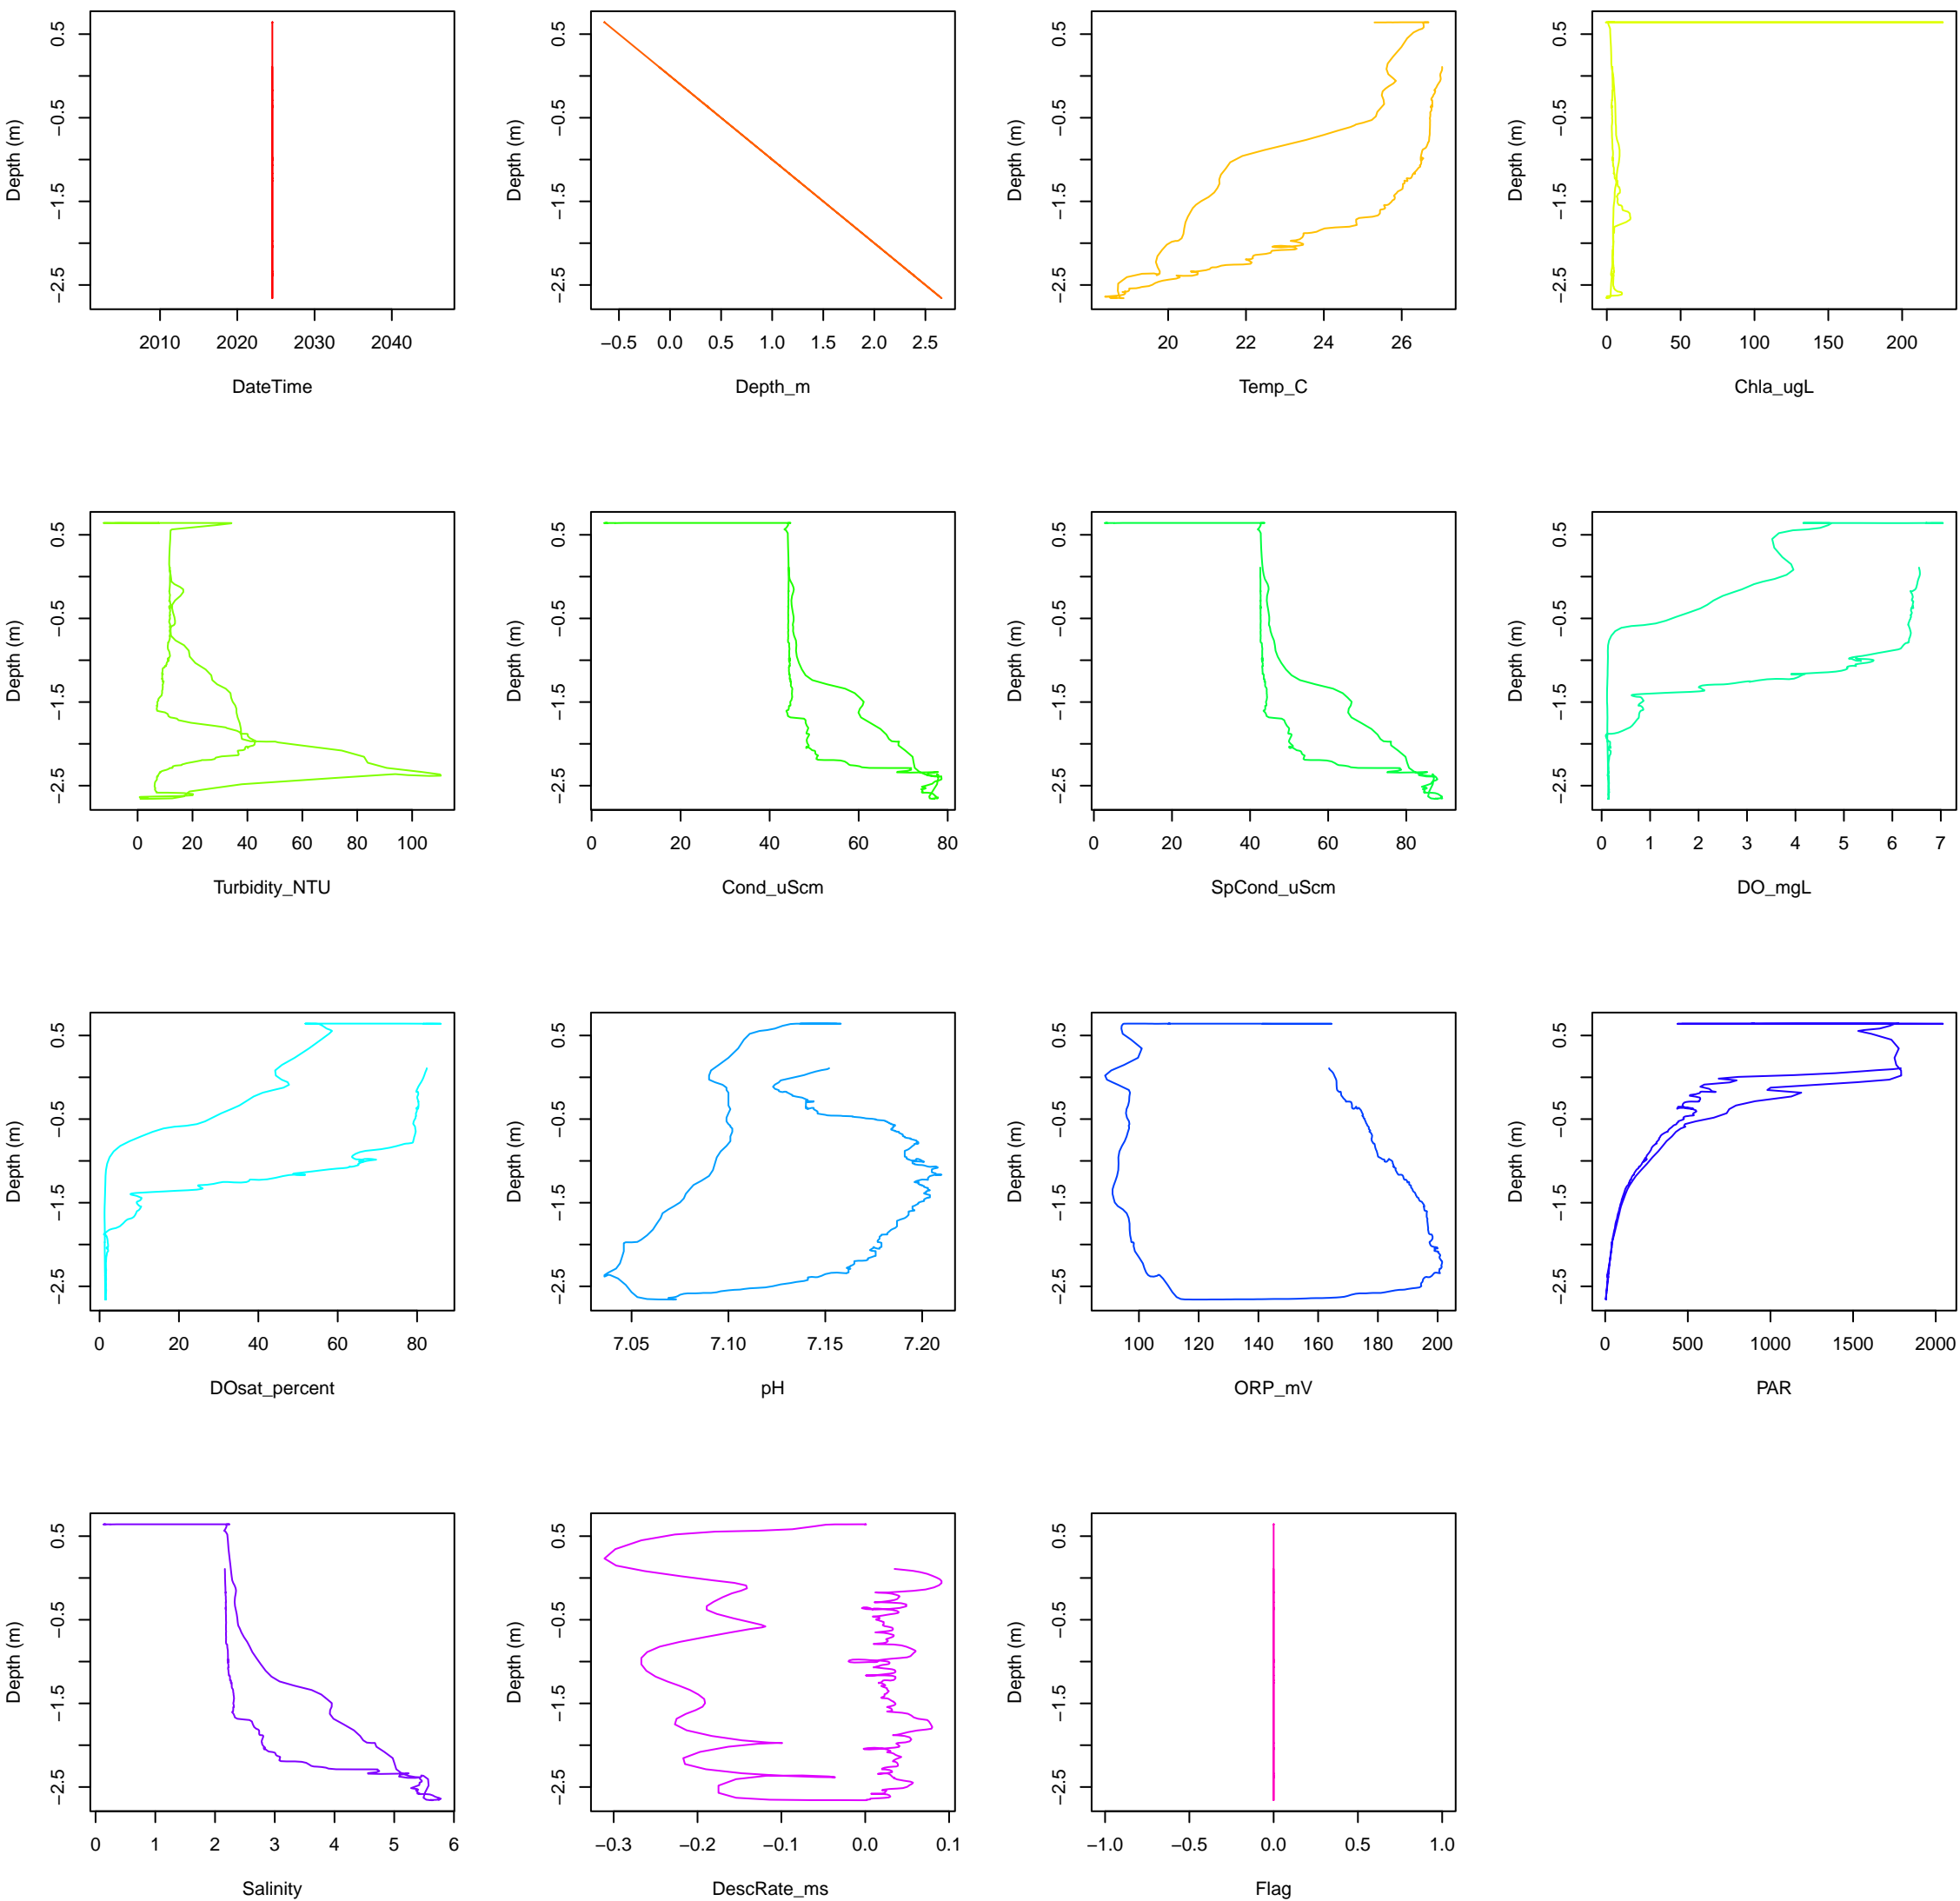 Depth (m)
0.5
−0.5
−1.5
−2.5
2010 2020 2030 2040
DateTime
Depth (m)
0.5
−0.5
−1.5
−2.5
−0.5 0.0 0.5 1.0 1.5 2.0 2.5
Depth_m
Depth (m)
0.5
−0.5
−1.5
−2.5
20 22 24 26
Temp_C
Depth (m)
0.5
−0.5
−1.5
−2.5
0 50 100 150 200
Chla_ugL
Depth (m)
0.5
−0.5
−1.5
−2.5
0 20 40 60 80 100
Turbidity_NTU
Depth (m)
0.5
−0.5
−1.5
−2.5
0 20 40 60 80
Cond_uScm
Depth (m)
0.5
−0.5
−1.5
−2.5
0 20 40 60 80
SpCond_uScm
Depth (m)
0.5
−0.5
−1.5
−2.5
0 1 2 3 4 5 6 7
DO_mgL
Depth (m)
0.5
−0.5
−1.5
−2.5
0 20 40 60 80
DOsat_percent
Depth (m)
0.5
−0.5
−1.5
−2.5
7.05 7.10 7.15 7.20
pH
Depth (m)
0.5
−0.5
−1.5
−2.5
100 120 140 160 180 200
ORP_mV
Depth (m)
0.5
−0.5
−1.5
−2.5
0 500 1000 1500 2000
PAR
Depth (m)
0.5
−0.5
−1.5
−2.5
0 1 2 3 4 5 6
Salinity
Depth (m)
0.5
−0.5
−1.5
−2.5
−0.3 −0.2 −0.1 0.0 0.1
DescRate_ms
Depth (m)
0.5
−0.5
−1.5
−2.5
−1.0 −0.5 0.0 0.5 1.0
Flag